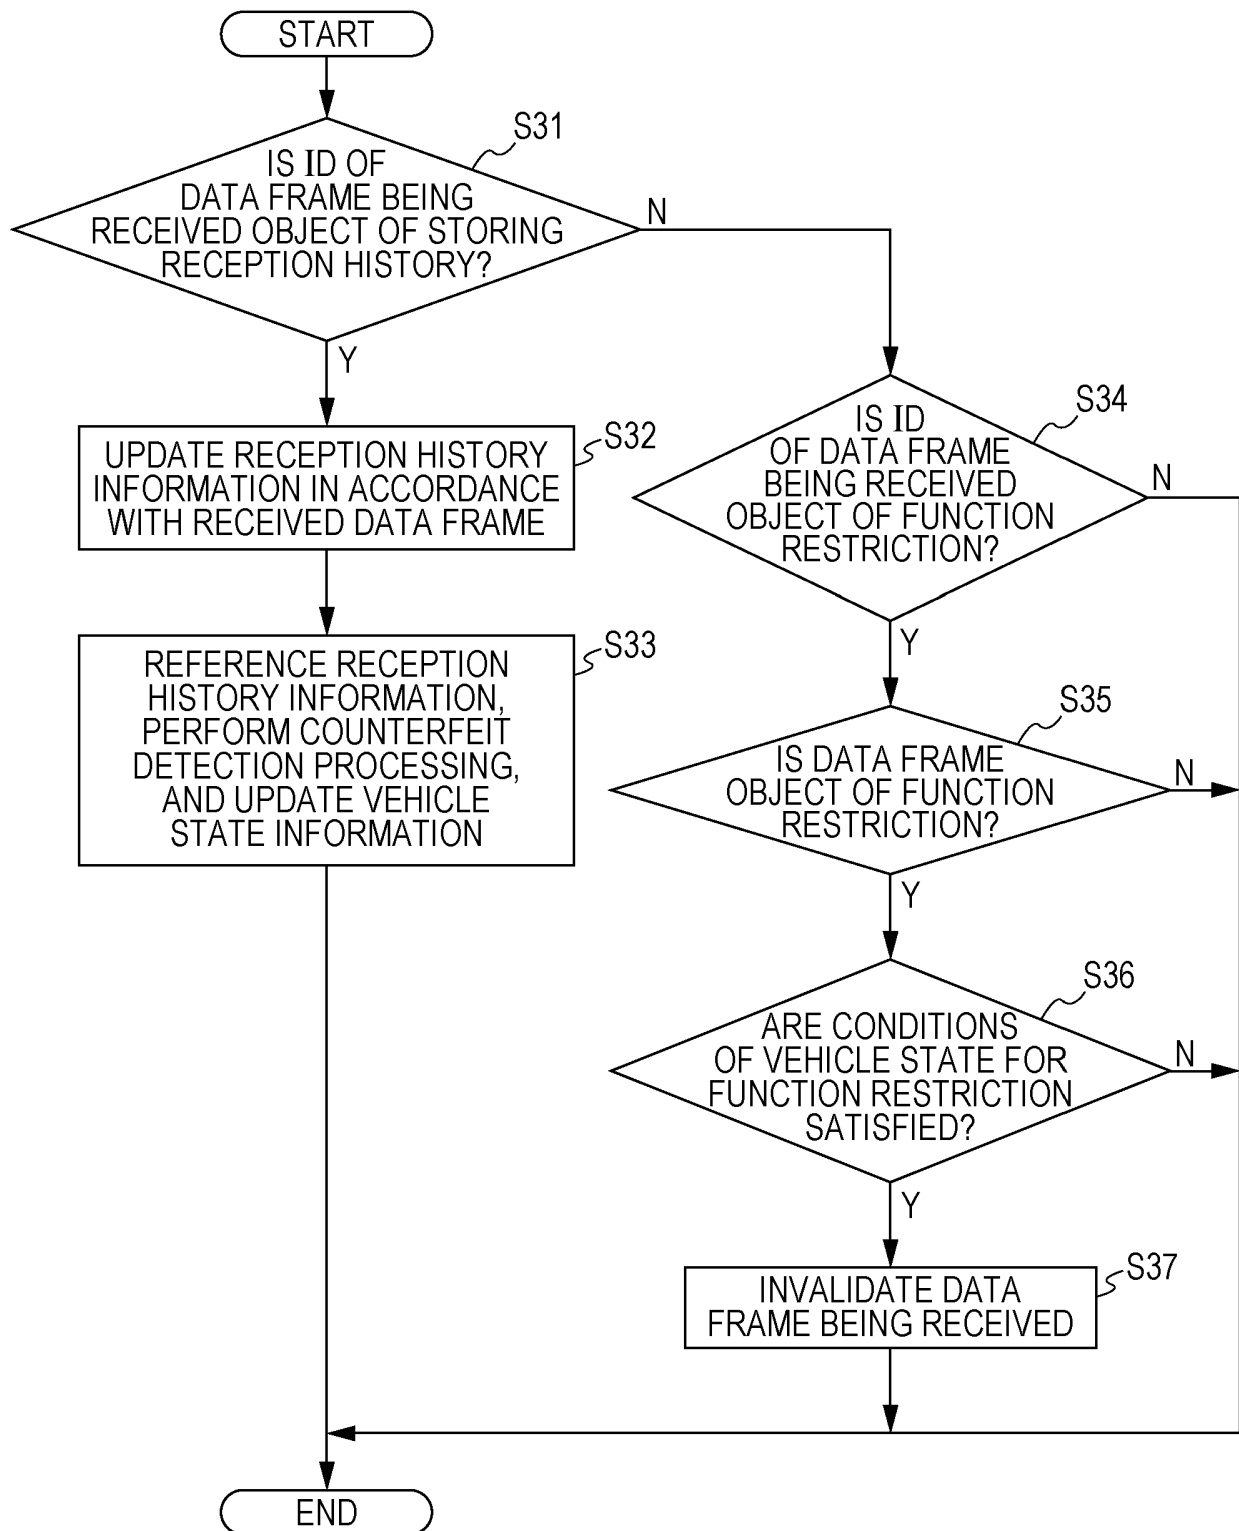 START
S31
IS ID OF
DATA FRAME BEING
RECEIVED OBJECT OF STORING
RECEPTION HISTORY?
N
Y
S32
UPDATE RECEPTION HISTORY
INFORMATION IN ACCORDANCE
WITH RECEIVED DATA FRAME
S33
REFERENCE RECEPTION
HISTORY INFORMATION,
PERFORM COUNTERFEIT
DETECTION PROCESSING,
AND UPDATE VEHICLE
STATE INFORMATION
S34
IS ID
OF DATA FRAME
BEING RECEIVED
OBJECT OF FUNCTION
RESTRICTION?
N
Y
S35
IS DATA FRAME
OBJECT OF FUNCTION
RESTRICTION?
N
Y
S36
ARE CONDITIONS
OF VEHICLE STATE FOR
FUNCTION RESTRICTION
SATISFIED?
N
Y
S37
INVALIDATE DATA
FRAME BEING RECEIVED
END